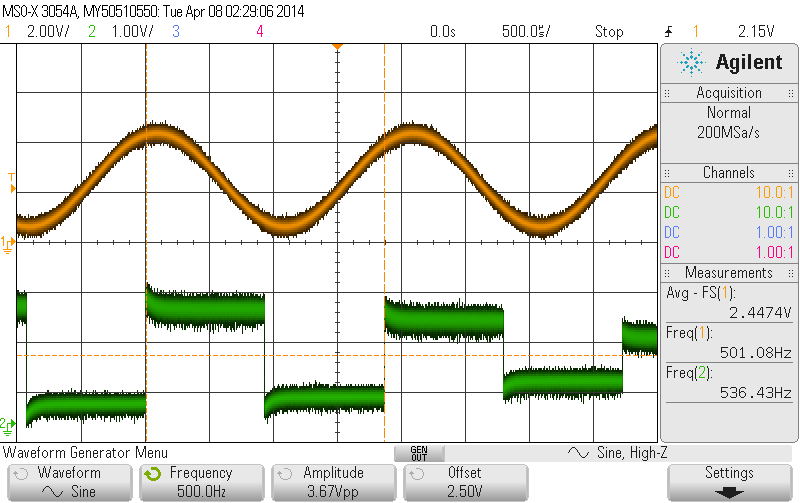 MSO-X 3054A, MY50510550: Tue Apr 08 02:29:06 2014
1 2.00V/ 2 1.00V/ 3 4 0.0s 500.0㎲/ Stop 1 2.15V
Agilent
Acquisition
Normal
200MSa/s
Channels
DC 10.0:1
DC 10.0:1
DC 1.00:1
DC 1.00:1
Measurements
Avg - FS(1):
2.4474V
Freq(1):
501.08Hz
Freq(2):
536.43Hz
T
1
2
Waveform Generator Menu
GEN
OUT
Sine, High-Z
Waveform
Sine
Frequency
500.0Hz
Amplitude
3.67Vpp
Offset
2.50V
Settings